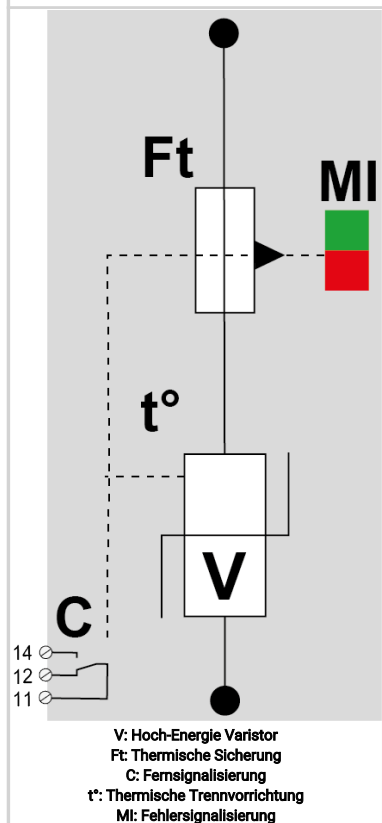 Ft
MI
t°
V
C
14
12
11
V: Hoch-Energie Varistor
Ft: Thermische Sicherung
C: Fernsignalisierung
t°: Thermische Trennvorrichtung
MI: Fehlersignalisierung